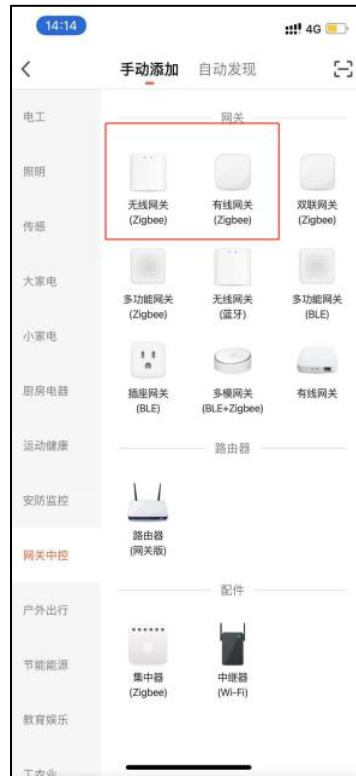 14:14
4G
手动添加 自动发现
电工
照明
传感
大家电
小家电
厨房电器
运动健康
安防监控
网关中控
户外出行
节能能源
教育娱乐
工农业
网关
无线网关
(Zigbee)
有线网关
(Zigbee)
双联网关
(Zigbee)
多功能网关
(Zigbee)
无线网关
(蓝牙)
多功能网关
(BLE)
插座网关
(BLE)
多模网关
(BLE+Zigbee)
有线网关
路由器
路由器
(网关版)
配件
集中器
(Zigbee)
中继器
(Wi-Fi)